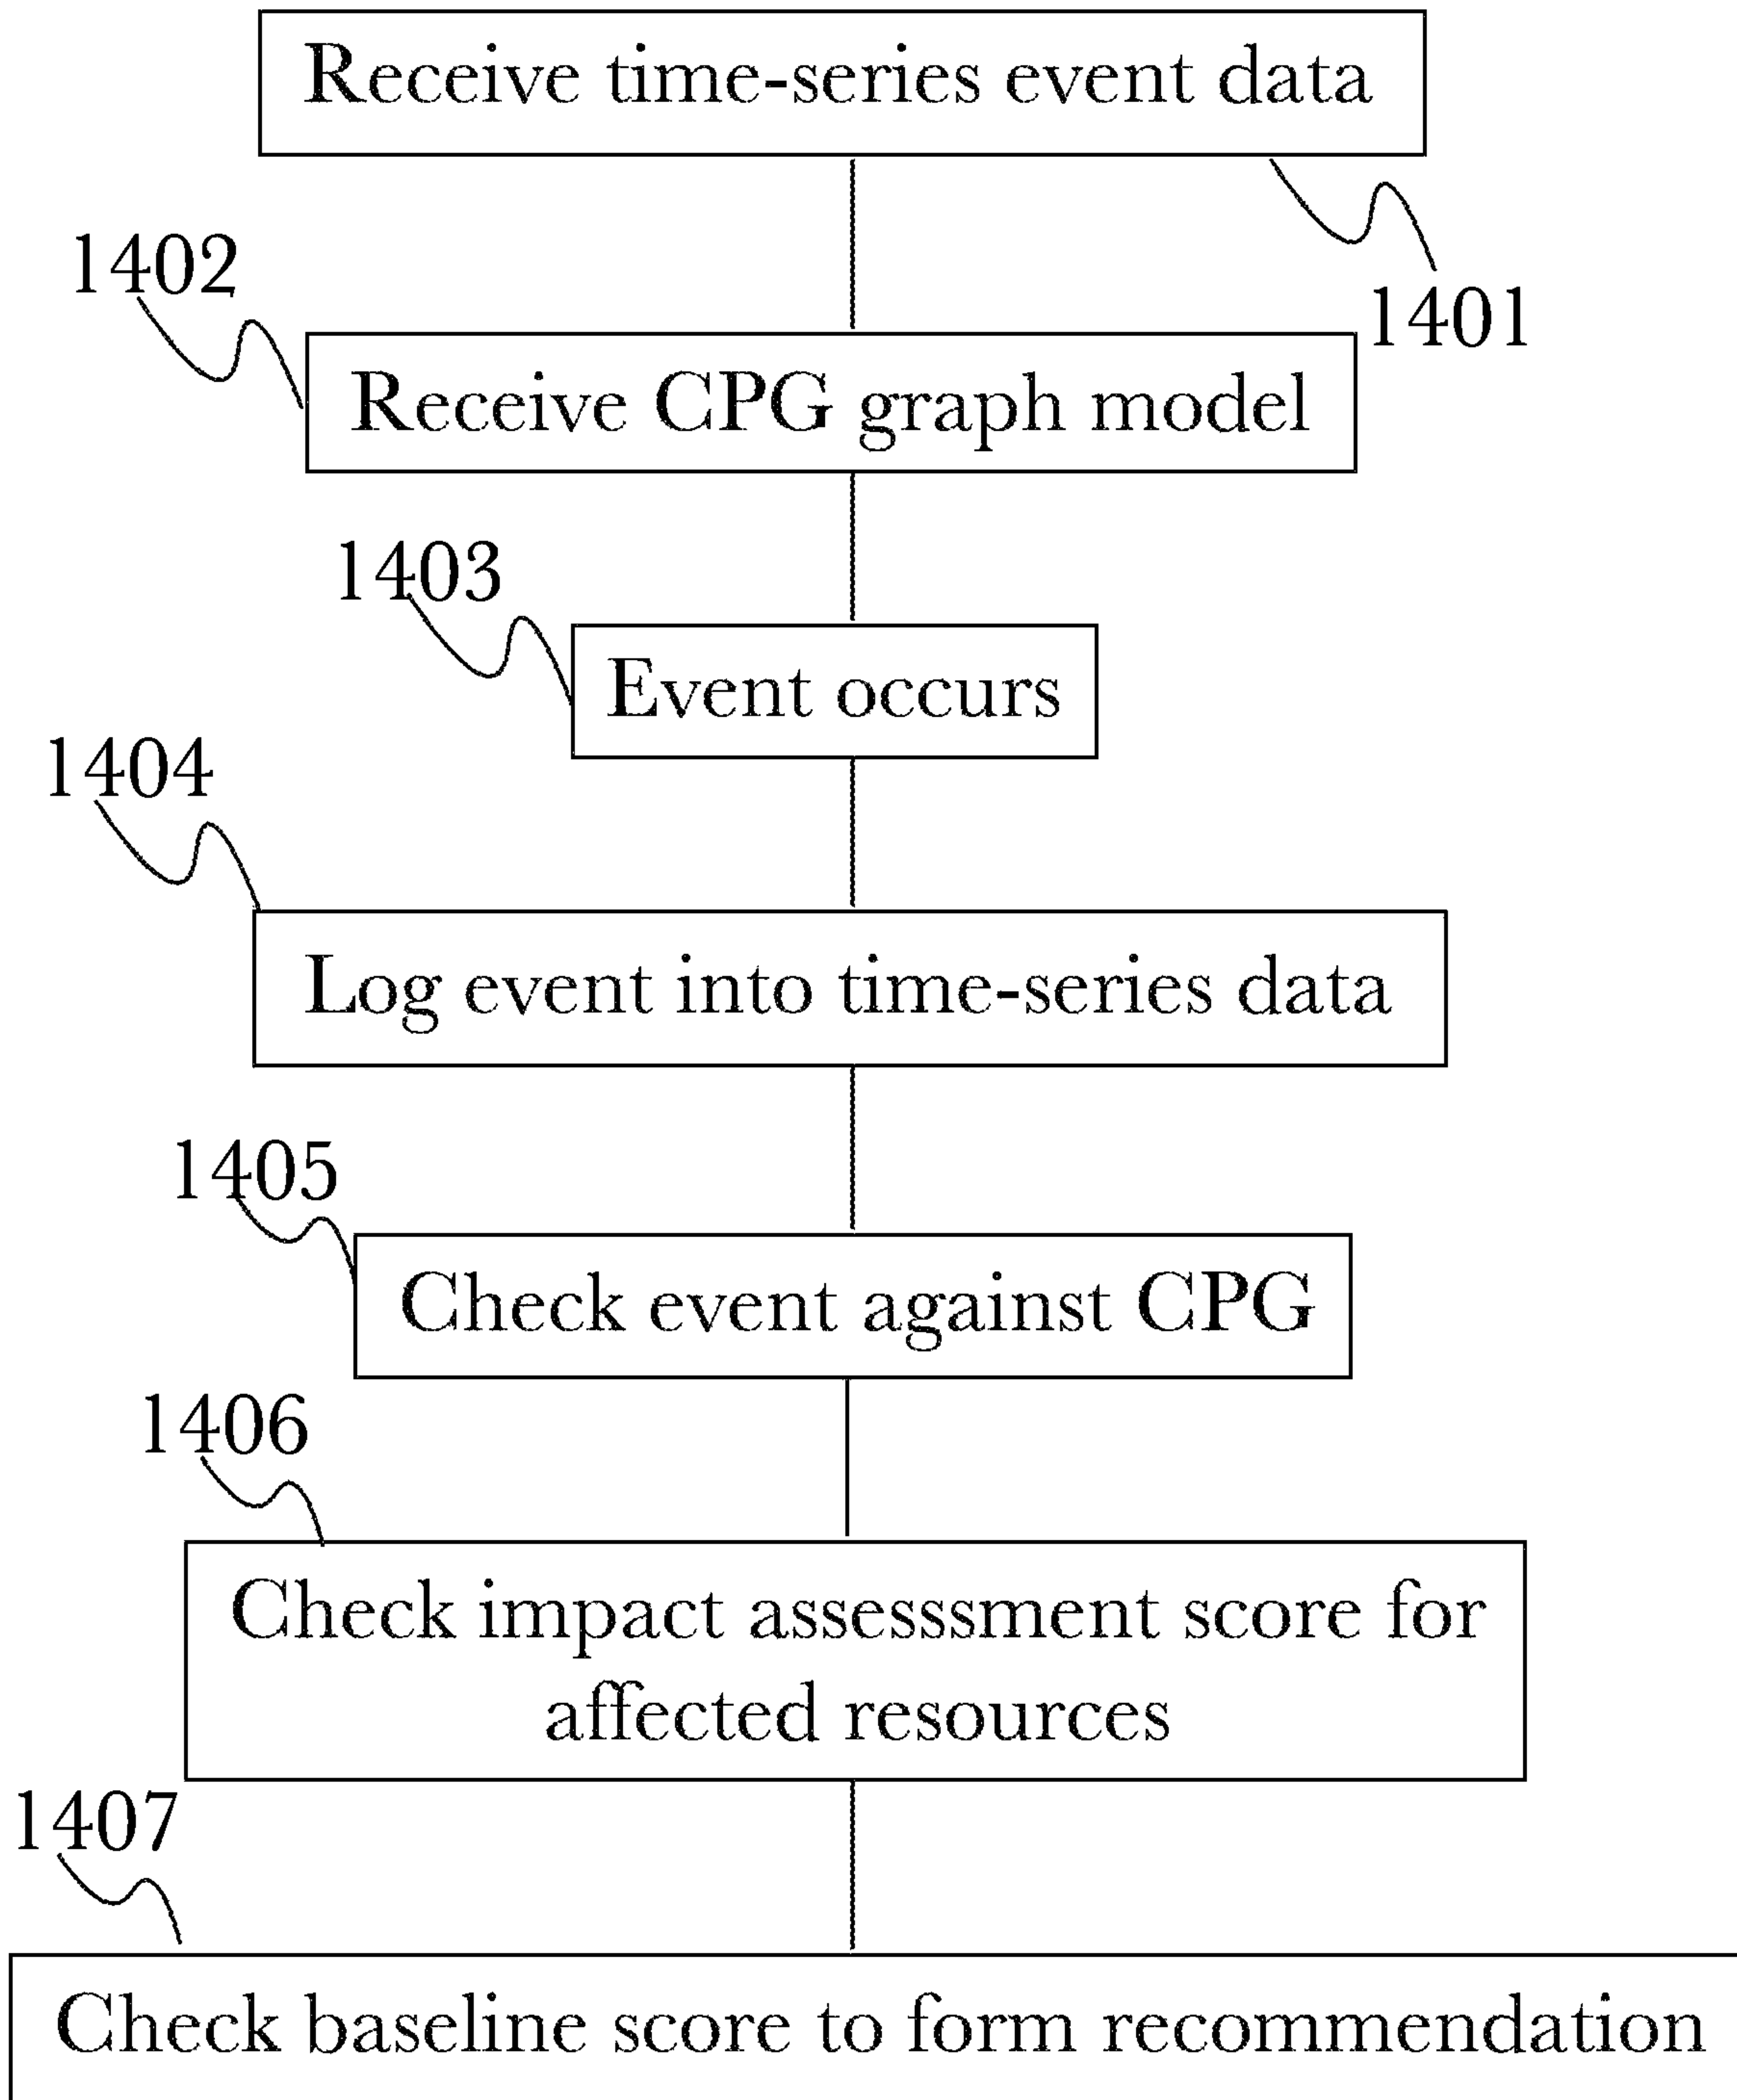 Receive time-series event data
1401
1402
Receive CPG graph model
1403
Event occurs
1404
Log event into time-series data
1405
Check event against CPG
1406
Check impact assesssment score for
affected resources
1407
Check baseline score to form recommendation